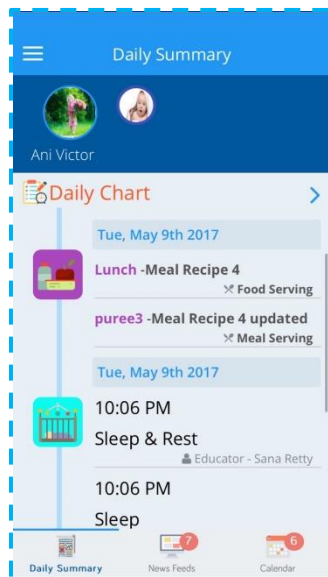 Daily Summary
Ani Victor
Daily Chart
Tue, May 9th 2017
Lunch -Meal Recipe 4
Food Serving
puree3 -Meal Recipe 4 updated
Meal Serving
Tue, May 9th 2017
10:06 PM
Sleep & Rest
Educator - Sana Retty
10:06 PM
Sleep
7
6
Daily Summary
News Feeds
Calendar